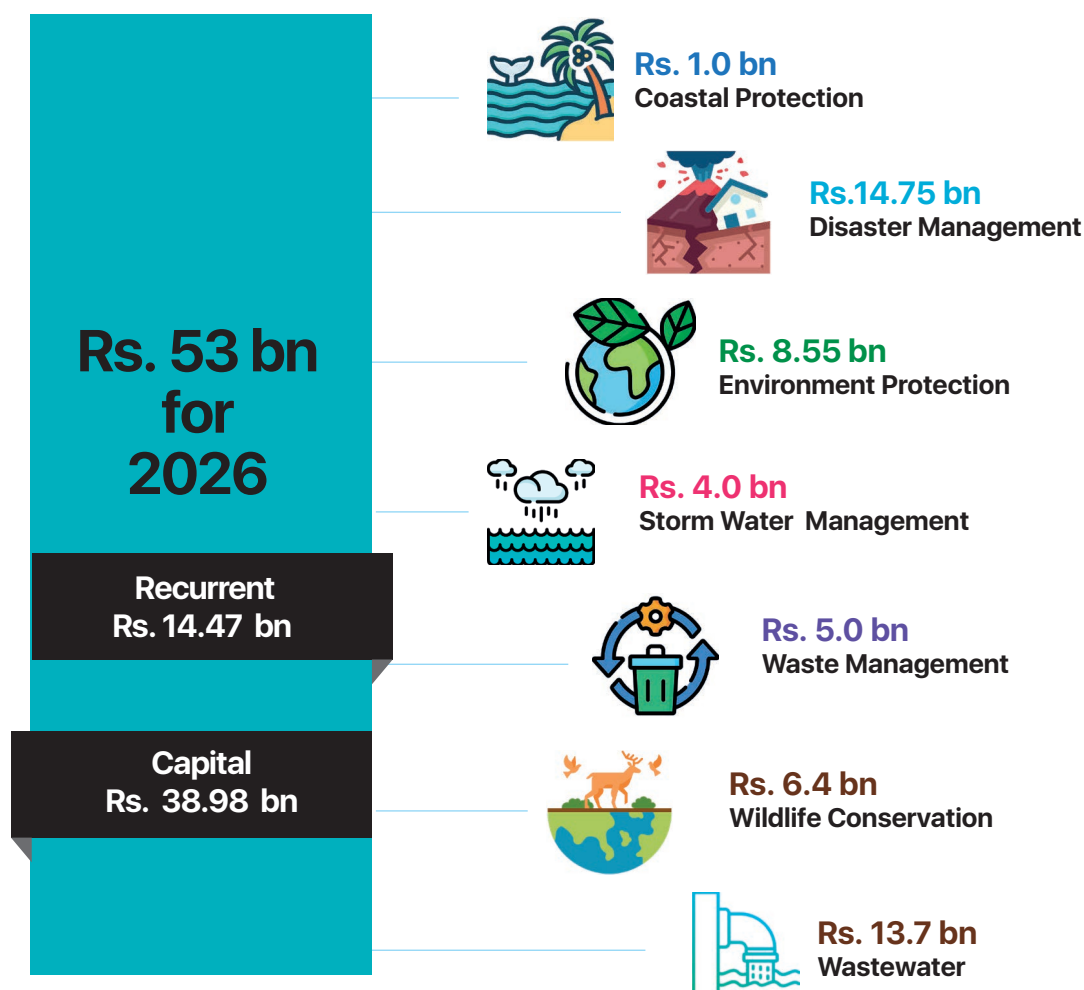 Rs. 53 bn
for
2026
Recurrent
Rs. 14.47 bn
Capital
Rs. 38.98 bn
Rs. 1.0 bn
Coastal Protection
Rs.14.75 bn
Disaster Management
Rs. 8.55 bn
Environment Protection
Rs. 4.0 bn
Storm Water Management
Rs. 5.0 bn
Waste Management
Rs. 6.4 bn
Wildlife Conservation
Rs. 13.7 bn
Wastewater